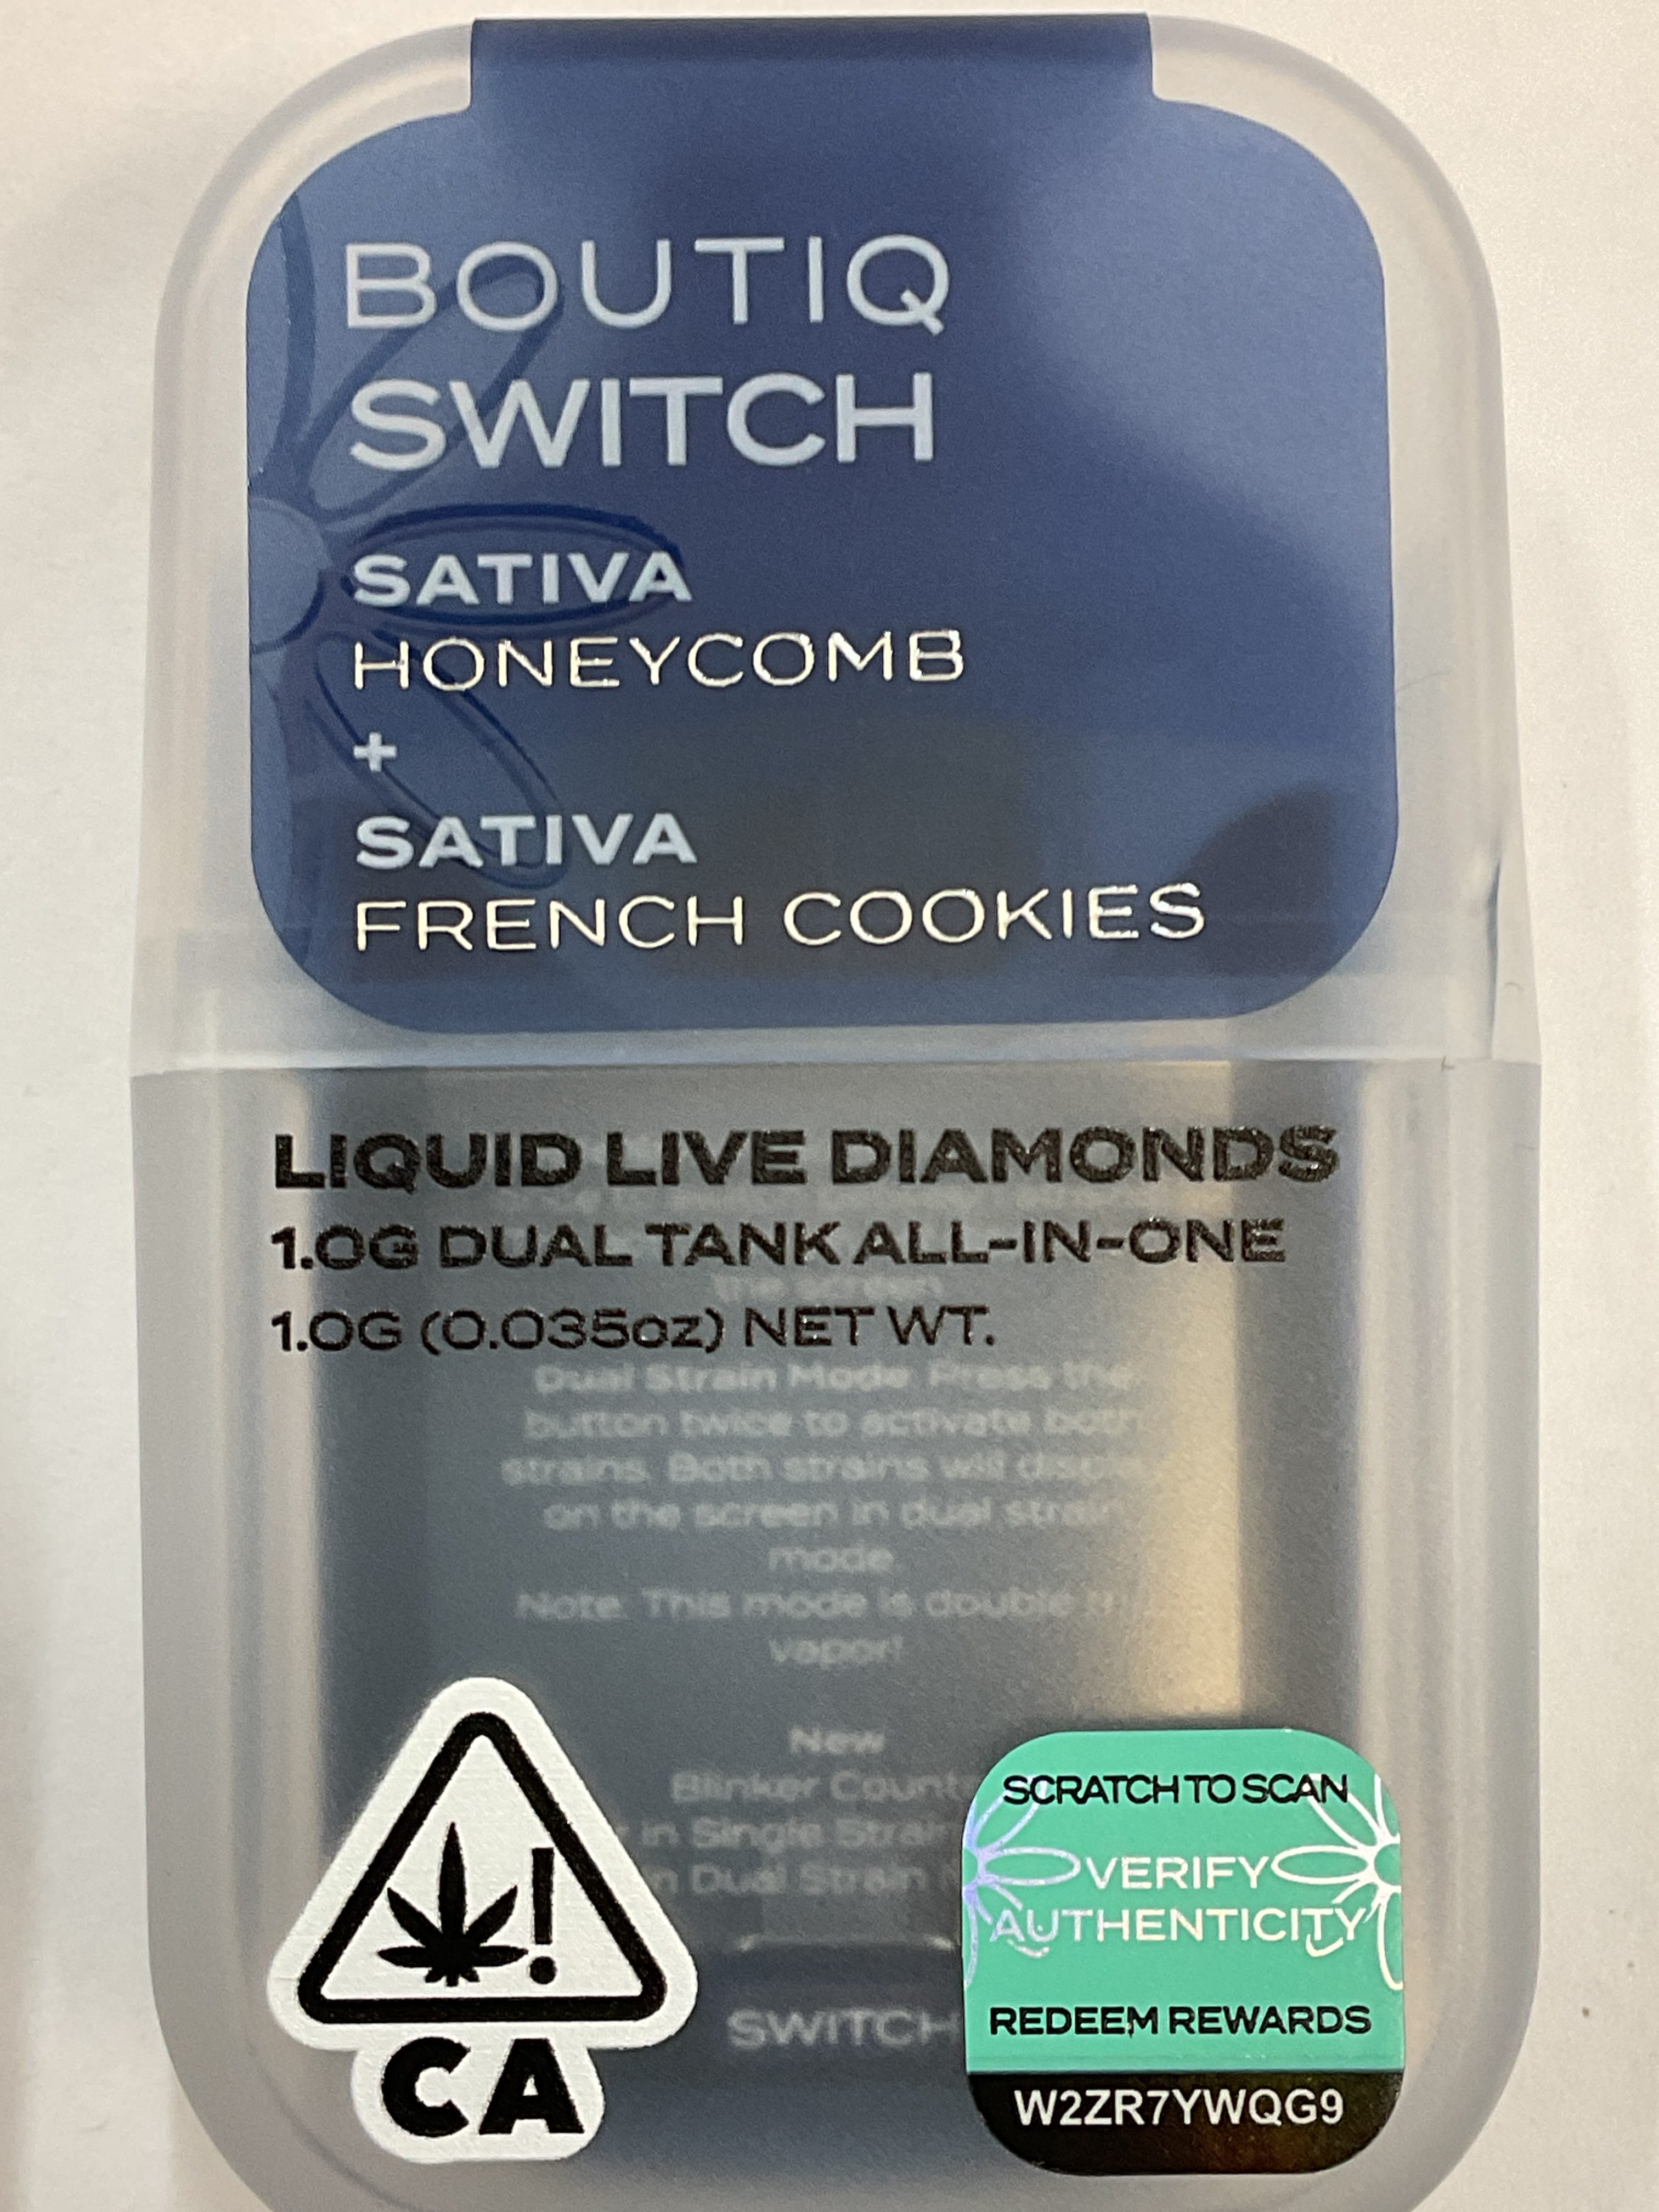 BOUTIQ
SWITCH
SATIVA
HONEYCOMB
+
SATIVA
FRENCH COOKIES
LIQUID LIVE DIAMONDS
1.0G DUAL TANK ALL-IN-ONE
the screen
1.0G (0.035oz) NET WT.
Dual Strain Mode: Press the
button twice to activate both
strains. Both strains will
on the screen in dual strain
mode.
Note: This mode is double
vapor!
New
Blinker
in Single Strain
in Dual Strain
SWITCH
CA
SCRATCH TO SCAN
VERIFY
AUTHENTICITY
REDEEM REWARDS
W2ZR7YWQG9